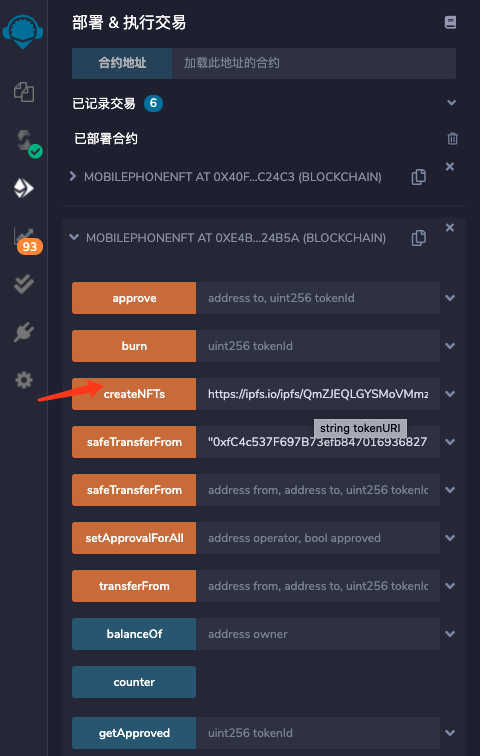 部署 & 执行交易
合约地址 加载此地址的合约
已记录交易 6
已部署合约
MOBILEPHONENFT AT 0X40F...C24C3 (BLOCKCHAIN)
MOBILEPHONENFT AT 0XE4B...24B5A (BLOCKCHAIN)
approve address to, uint256 tokenId
burn uint256 tokenId
93
createNFTs https://ipfs.io/ipfs/QmZJEQLGYSMoVMmz
string tokenURI
safeTransferFrom "0xfC4c537F697B73efb847016936827
safeTransferFrom address from, address to, uint256 tokenId
setApprovalForAll address operator, bool approved
transferFrom address from, address to, uint256 tokenId
balanceOf address owner
counter
getApproved uint256 tokenId